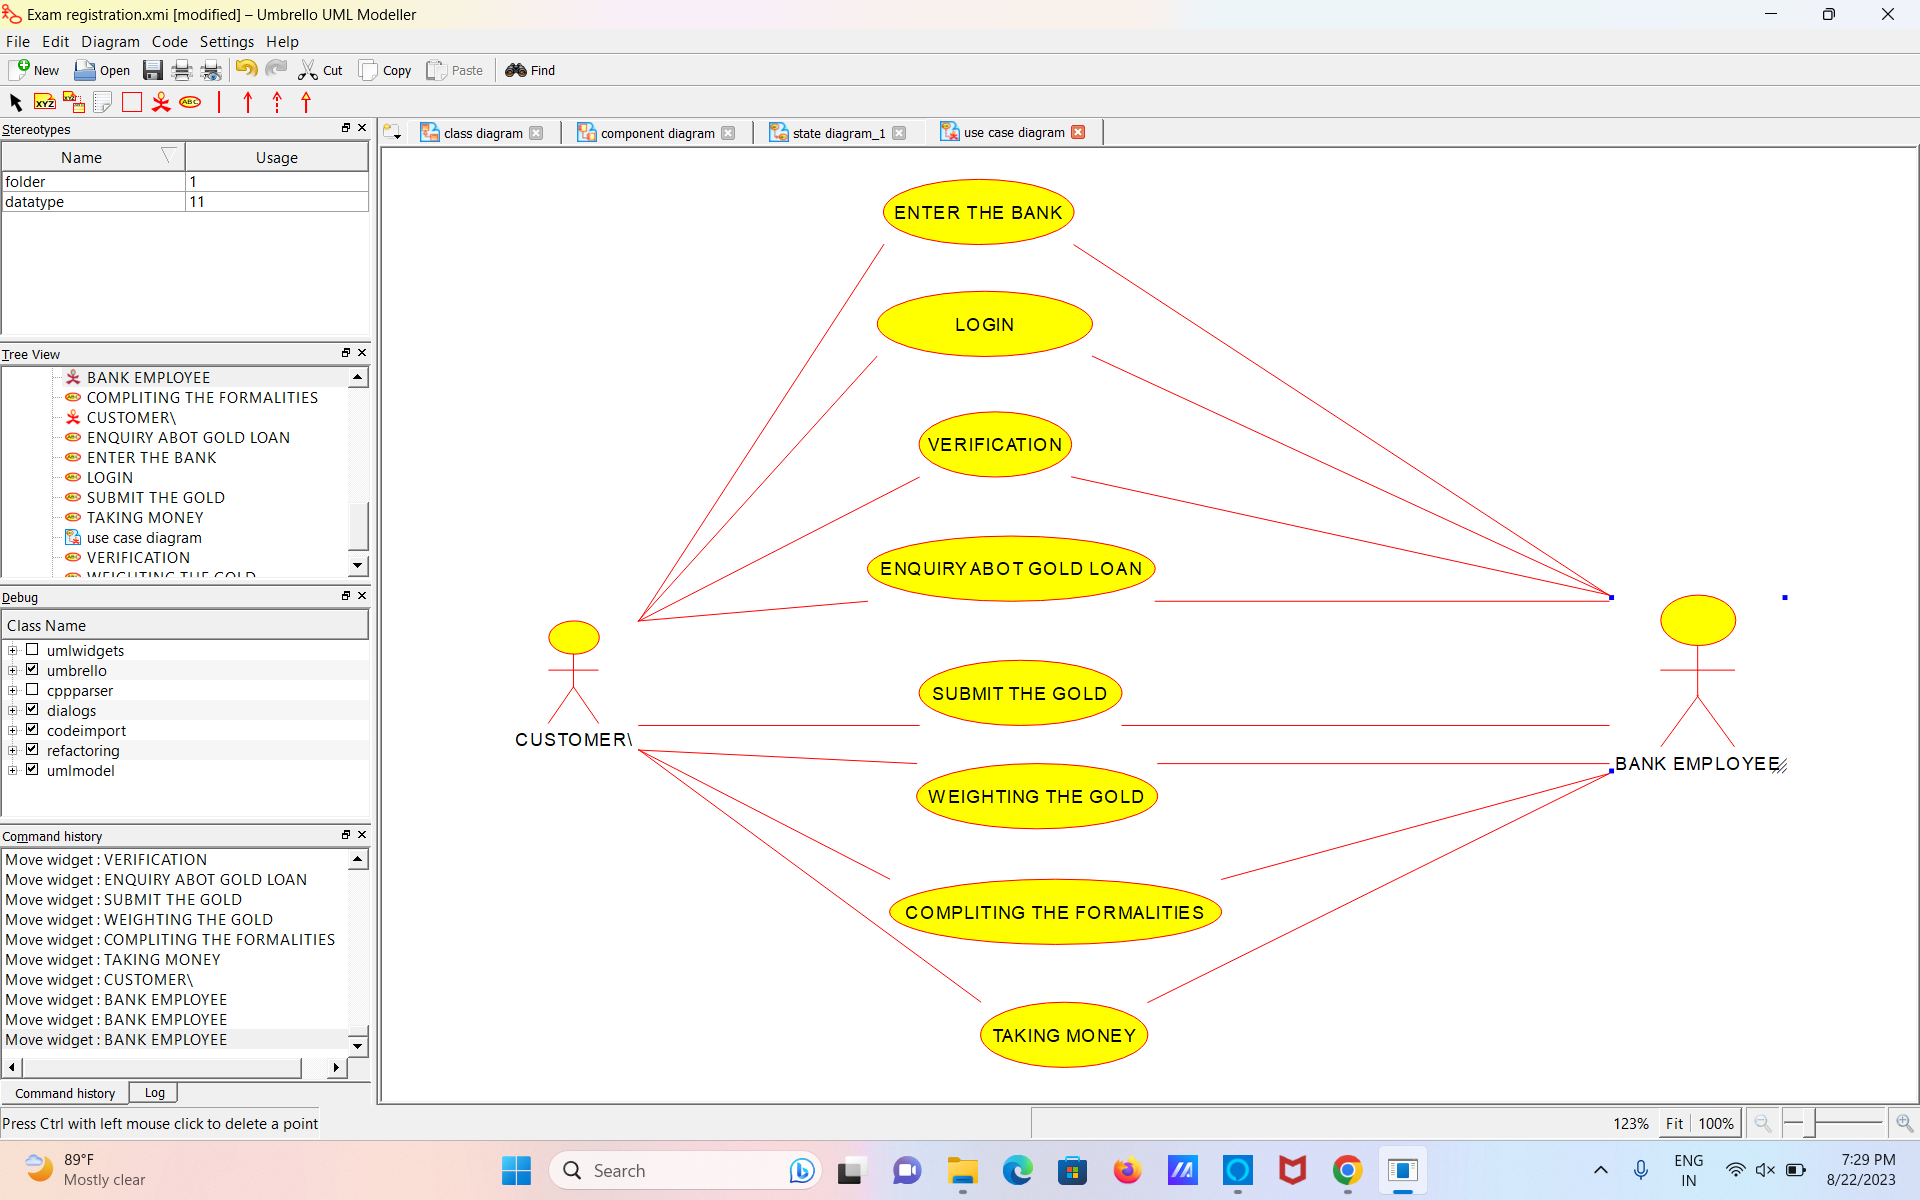 Exam registration.xmi [modified] – Umbrello UML Modeller
File Edit Diagram Code Settings Help
New Open Cut Copy Paste Find
XYZ XYZ ABC
Stereotypes
class diagram component diagram state diagram_1 use case diagram
Name Usage
folder 1
datatype 11
Tree View
BANK EMPLOYEE
COMPLITING THE FORMALITIES
CUSTOMER\
ENQUIRY ABOT GOLD LOAN
ENTER THE BANK
LOGIN
SUBMIT THE GOLD
TAKING MONEY
use case diagram
VERIFICATION
WEIGHTING THE GOLD
Debug
Class Name
umlwidgets
umbrello
cppparser
dialogs
codeimport
refactoring
umlmodel
Command history
Move widget : VERIFICATION
Move widget : ENQUIRY ABOT GOLD LOAN
Move widget : SUBMIT THE GOLD
Move widget : WEIGHTING THE GOLD
Move widget : COMPLITING THE FORMALITIES
Move widget : TAKING MONEY
Move widget : CUSTOMER\
Move widget : BANK EMPLOYEE
Move widget : BANK EMPLOYEE
Move widget : BANK EMPLOYEE
Command history Log
ENTER THE BANK
LOGIN
VERIFICATION
ENQUIRY ABOT GOLD LOAN
SUBMIT THE GOLD
CUSTOMER\
BANK EMPLOYEE
WEIGHTING THE GOLD
COMPLITING THE FORMALITIES
TAKING MONEY
Press Ctrl with left mouse click to delete a point
123% Fit 100%
89°F
Mostly clear
Search
ENG
IN
7:29 PM
8/22/2023